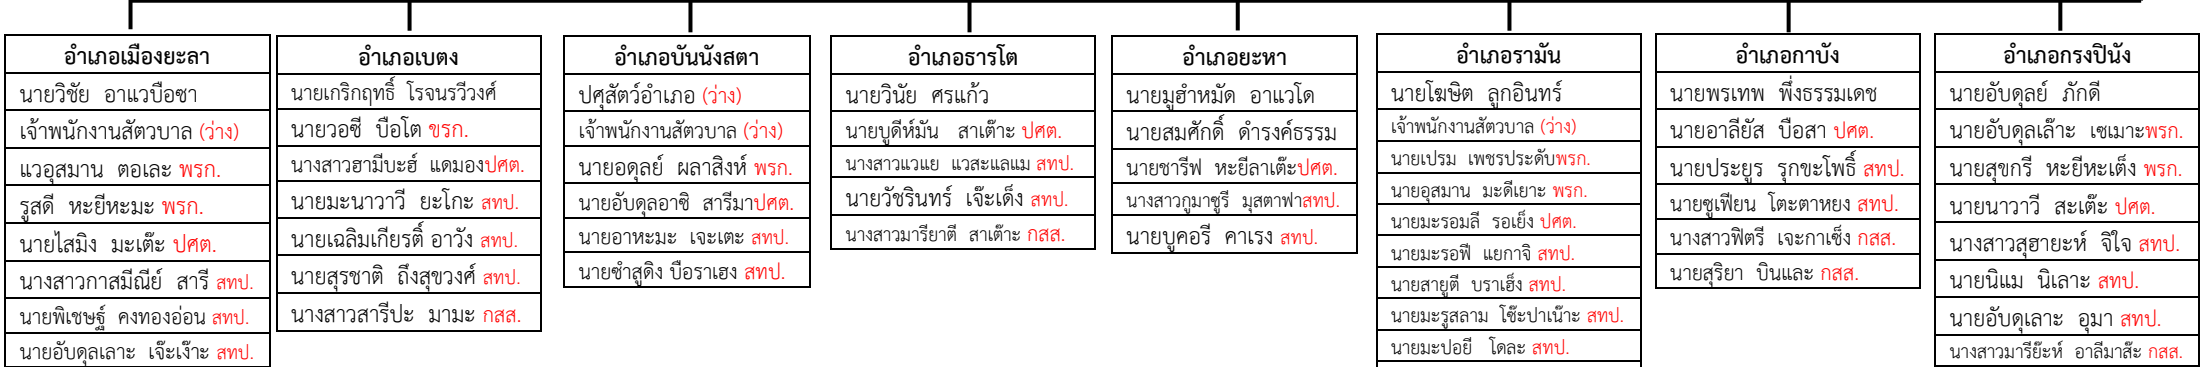 อำเภอเมืองยะลา
นายวิชัย อาแวบือซา
เจ้าพนักงานสัตวบาล (ว่าง)
แวอุสมาน ตอเละ พรก.
รูสดี หะยีหะมะ พรก.
นายไสมิง มะเต๊ะ ปศต.
นางสาวกาสมีณีย์ สารี สทป.
นายพิเชษฐ์ คงทองอ่อน สทป.
นายอับดุลเลาะ เจ๊ะเง๊าะ สทป.
อำเภอเบตง
นายเกริกฤทธิ์ โรจนรวีวงศ์
นายวอซี บือโต ขรก.
นางสาวฮามีบะฮ์ แดมองปศต.
นายมะนาวาวี ยะโกะ สทป.
นายเฉลิมเกียรติ์ อาวัง สทป.
นายสุรชาติ ถึงสุขวงศ์ สทป.
นางสาวสารีปะ มามะ กสส.
อำเภอบันนังสตา
ปศุสัตว์อำเภอ (ว่าง)
เจ้าพนักงานสัตวบาล (ว่าง)
นายอดุลย์ ผลาสิงห์ พรก.
นายอับดุลอาซิ สารีมาปศต.
นายอาหะมะ เจะเตะ สทป.
นายซำสูดิง บือราเฮง สทป.
อำเภอธารโต
นายวินัย ศรแก้ว
นายบูดีห์มัน สาเต๊าะ ปศต.
นางสาวแวแย แวสะแลแม สทป.
นายวัชรินทร์ เจ๊ะเด็ง สทป.
นางสาวมารียาตี สาเต๊าะ กสส.
อำเภอยะหา
นายมูฮำหมัด อาแวโด
นายสมศักดิ์ ดำรงค์ธรรม
นายซารีฟ หะยีลาเต๊ะปศต.
นางสาวกูมาซูรี มุสตาฟาสทป.
นายบูคอรี คาเรง สทป.
อำเภอรามัน
นายโฆษิต ลูกอินทร์
เจ้าพนักงานสัตวบาล (ว่าง)
นายเปรม เพชรประดับพรก.
นายอุสมาน มะดีเยาะ พรก.
นายมะรอมลี รอเย็ง ปศต.
นายมะรอฟี แยกาจิ สทป.
นายสายูตี บราเฮ็ง สทป.
นายมะรูสลาม โซ๊ะปาเน๊าะ สทป.
นายมะปอยี โดละ สทป.
อำเภอกาบัง
นายพรเทพ พึ่งธรรมเดช
นายอาลียัส บือสา ปศต.
นายประยูร รุกขะโพธิ์ สทป.
นายซูเฟียน โตะตาหยง สทป.
นางสาวฟิตรี เจะกาเซ็ง กสส.
นายสุริยา บินและ กสส.
อำเภอกรงปินัง
นายอับดุลย์ ภักดี
นายอับดุลเล๊าะ เซเมาะพรก.
นายสุขกรี หะยีหะเต็ง พรก.
นายนาวาวี สะเต๊ะ ปศต.
นางสาวสุฮายะห์ จิใจ สทป.
นายนิแม นิเลาะ สทป.
นายอับดุเลาะ อุมา สทป.
นางสาวมารีย๊ะห์ อาลีมาส๊ะ กสส.